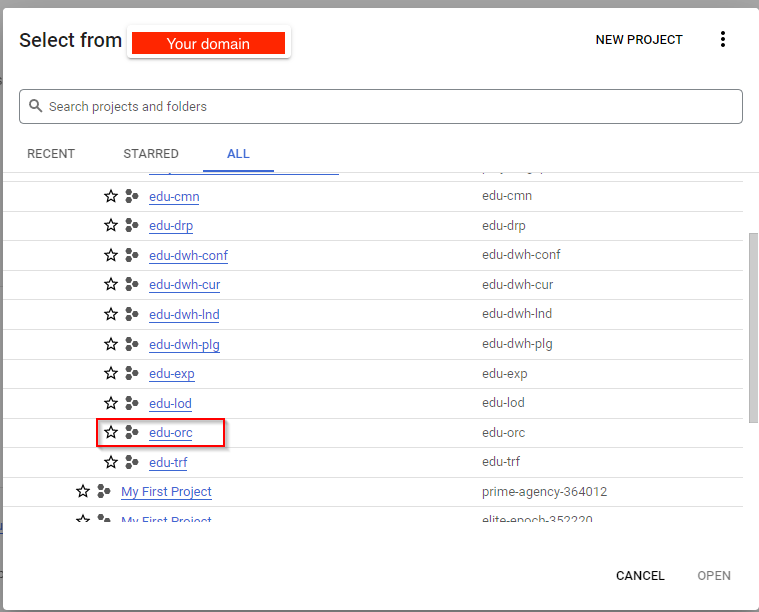 Select from Your domain NEW PROJECT
Search projects and folders
RECENT STARRED ALL
edu-cmn edu-cmn
edu-drp edu-drp
edu-dwh-conf edu-dwh-conf
edu-dwh-cur edu-dwh-cur
edu-dwh-lnd edu-dwh-lnd
edu-dwh-plg edu-dwh-plg
edu-exp edu-exp
edu-lod edu-lod
edu-orc edu-orc
edu-trf edu-trf
My First Project prime-agency-364012
My First Project elite-epoch-352220
CANCEL OPEN